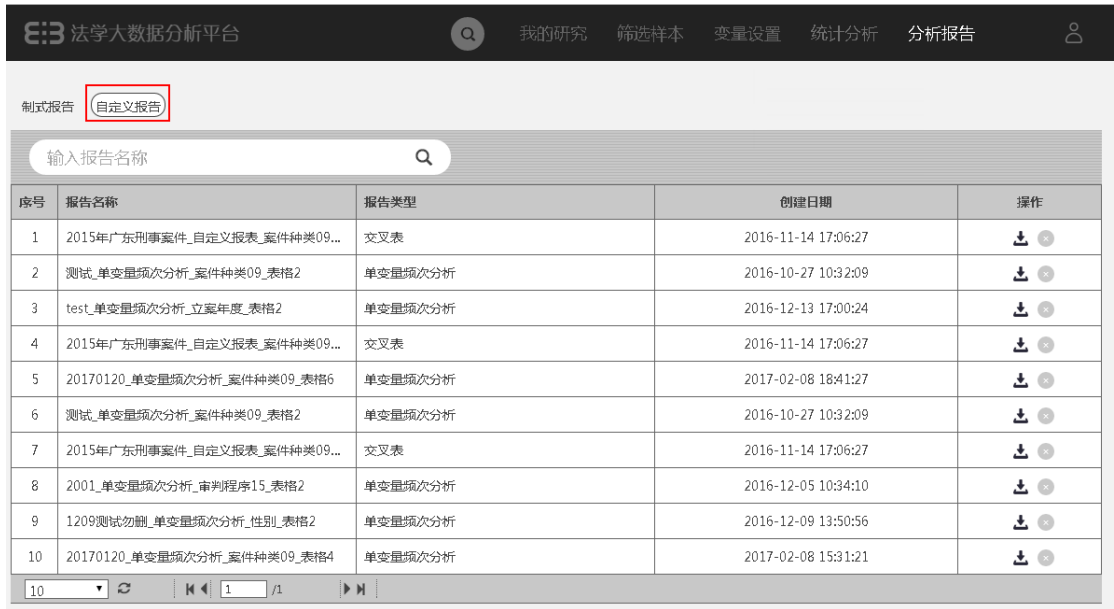 法学大数据分析平台 我的研究 筛选样本 变量设置 统计分析 分析报告
制式报告 自定义报告
输入报告名称
序号 报告名称 报告类型 创建日期 操作
1 2015年广东刑事案件_自定义报表_案件种类09... 交叉表 2016-11-14 17:06:27
2 测试_单变量频次分析_案件种类09_表格2 单变量频次分析 2016-10-27 10:32:09
3 test_单变量频次分析_立案年度_表格2 单变量频次分析 2016-12-13 17:00:24
4 2015年广东刑事案件_自定义报表_案件种类09... 交叉表 2016-11-14 17:06:27
5 20170120_单变量频次分析_案件种类09_表格6 单变量频次分析 2017-02-08 18:41:27
6 测试_单变量频次分析_案件种类09_表格2 单变量频次分析 2016-10-27 10:32:09
7 2015年广东刑事案件_自定义报表_案件种类09... 交叉表 2016-11-14 17:06:27
8 2001_单变量频次分析_审判程序15_表格2 单变量频次分析 2016-12-05 10:34:10
9 1209测试勿删_单变量频次分析_性别_表格2 单变量频次分析 2016-12-09 13:50:56
10 20170120_单变量频次分析_案件种类09_表格4 单变量频次分析 2017-02-08 15:31:21
10 1 /1